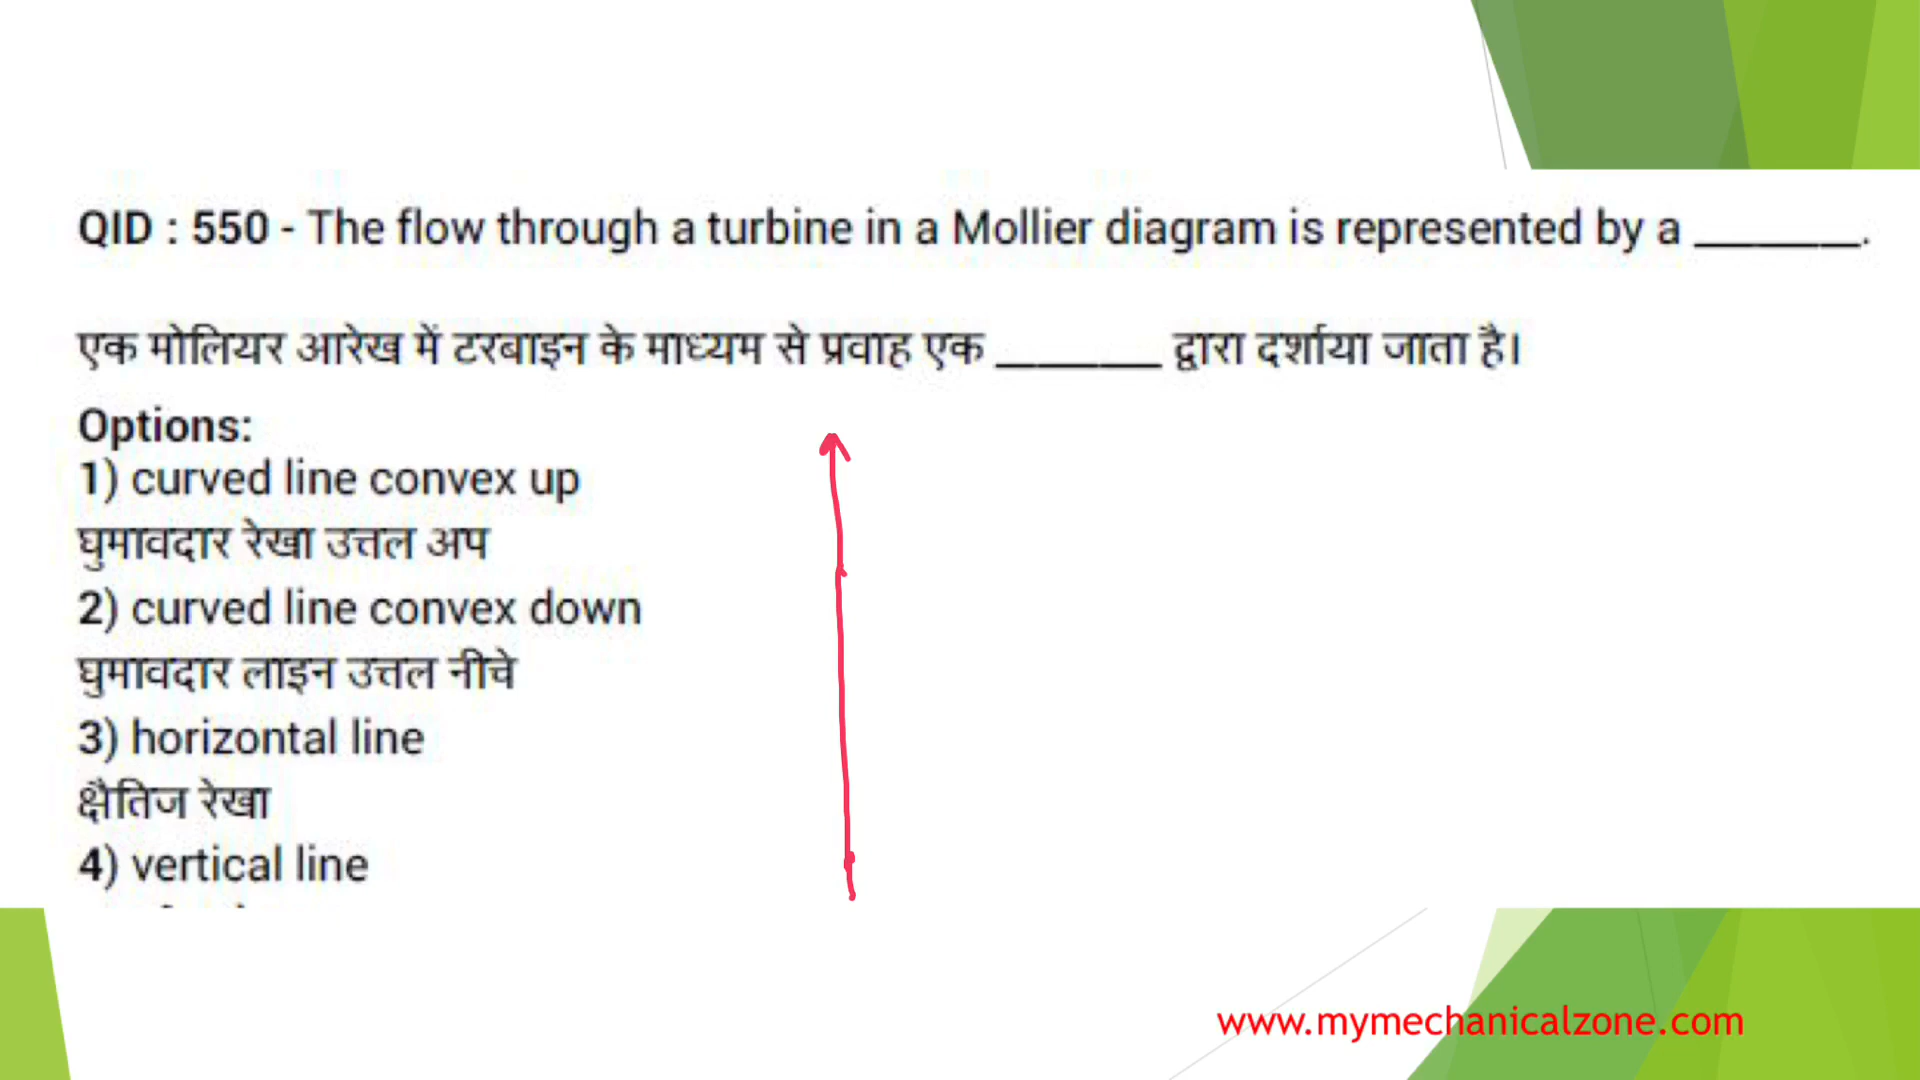 QID : 550 - The flow through a turbine in a Mollier diagram is represented by a ________.
एक मोलियर आरेख में टरबाइन के माध्यम से प्रवाह एक ________ द्वारा दर्शाया जाता है।
Options:
1) curved line convex up
घुमावदार रेखा उत्तल अप
2) curved line convex down
घुमावदार लाइन उत्तल नीचे
3) horizontal line
क्षैतिज रेखा
4) vertical line
www.mymechanicalzone.com